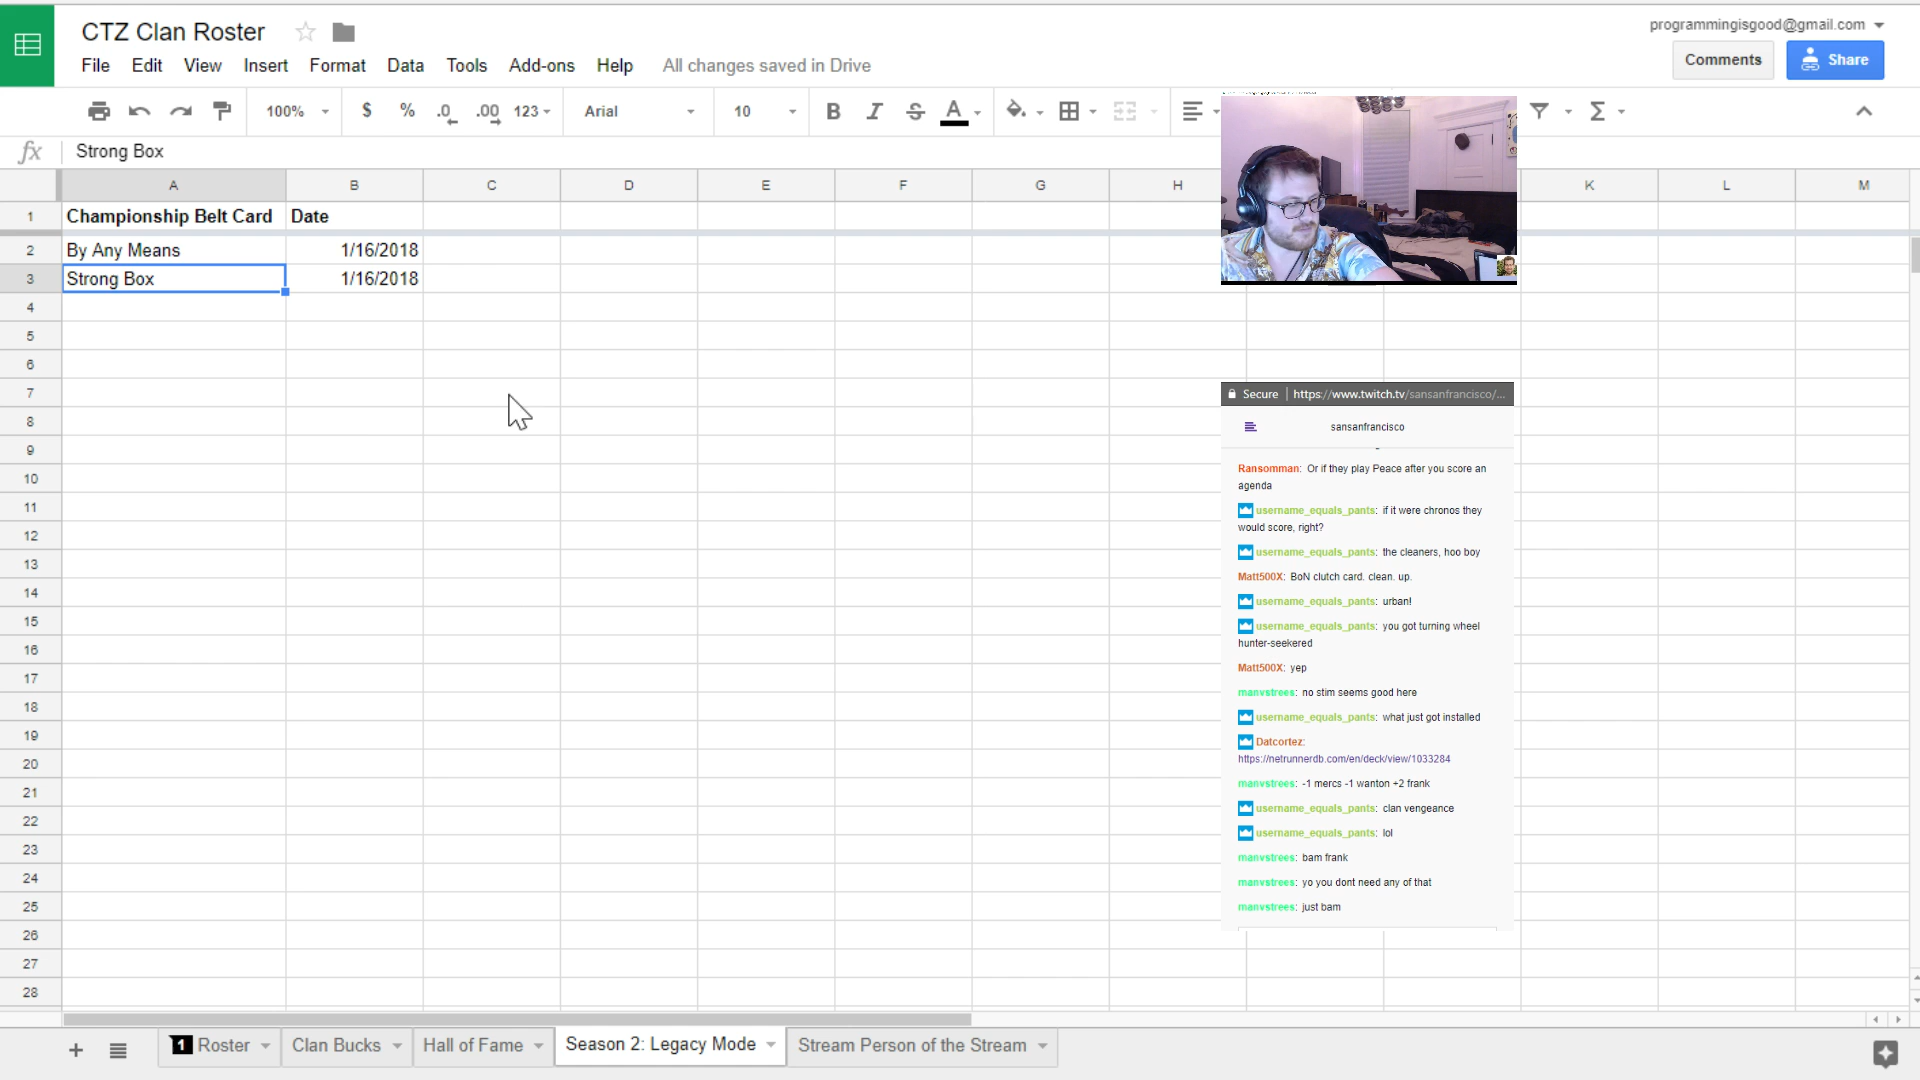 CTZ Clan Roster
programmingisgood@gmail.com
File Edit View Insert Format Data Tools Add-ons Help All changes saved in Drive
Comments Share
100% $ % .0 .00 123 Arial 10 B I S A Σ
fx Strong Box
A B C D E F G H K L M
1 Championship Belt Card Date
2 By Any Means 1/16/2018
3 Strong Box 1/16/2018
4
5
6
7
8
9
10
11
12
13
14
15
16
17
18
19
20
21
22
23
24
25
26
27
28
Secure https://www.twitch.tv/sansanfrancisco/...
sansanfrancisco
Ransomman: Or if they play Peace after you score an
agenda
username_equals_pants: if it were chronos they
would score, right?
username_equals_pants: the cleaners, hoo boy
Matt500X: BoN clutch card. clean. up.
username_equals_pants: urban!
username_equals_pants: you got turning wheel
hunter-seekered
Matt500X: yep
manvstrees: no stim seems good here
username_equals_pants: what just got installed
Datcortez:
https://netrunnerdb.com/en/deck/view/1033284
manvstrees: -1 mercs -1 wanton +2 frank
username_equals_pants: clan vengeance
username_equals_pants: lol
manvstrees: bam frank
manvstrees: yo you dont need any of that
manvstrees: just bam
1 Roster Clan Bucks Hall of Fame Season 2: Legacy Mode Stream Person of the Stream